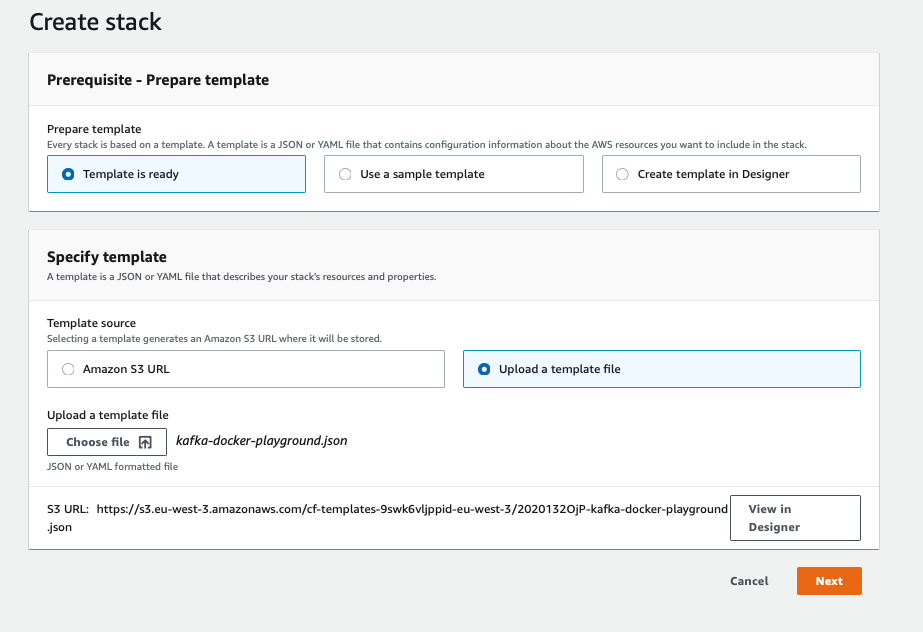 Create stack
Prerequisite - Prepare template
Prepare template
Every stack is based on a template. A template is a JSON or YAML file that contains configuration information about the AWS resources you want to include in the stack.
Template is ready
Use a sample template
Create template in Designer
Specify template
A template is a JSON or YAML file that describes your stack's resources and properties.
Template source
Selecting a template generates an Amazon S3 URL where it will be stored.
Amazon S3 URL
Upload a template file
Upload a template file
Choose file
kafka-docker-playground.json
JSON or YAML formatted file
S3 URL: https://s3.eu-west-3.amazonaws.com/cf-templates-9swk6vljppid-eu-west-3/2020132OjP-kafka-docker-playground
.json
View in
Designer
Cancel
Next